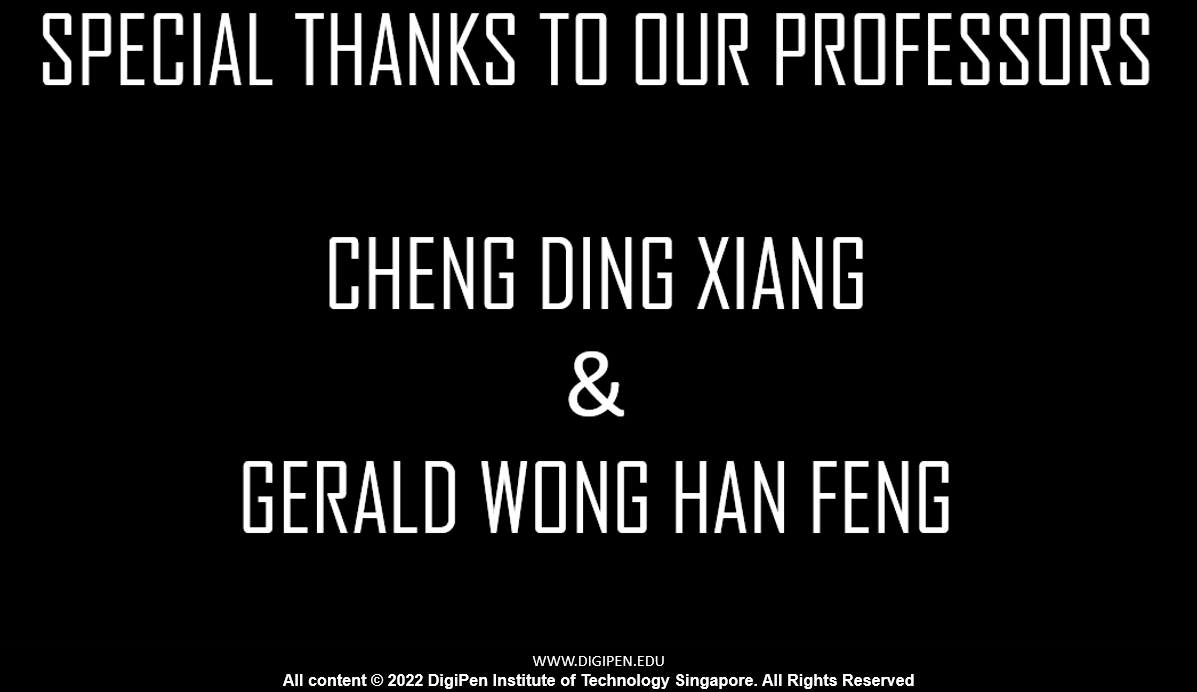 SPECIAL THANKS TO OUR PROFESSORS
CHENG DING XIANG
&
GERALD WONG HAN FENG
WWW.DIGIPEN.EDU
All content © 2022 DigiPen Institute of Technology Singapore. All Rights Reserved